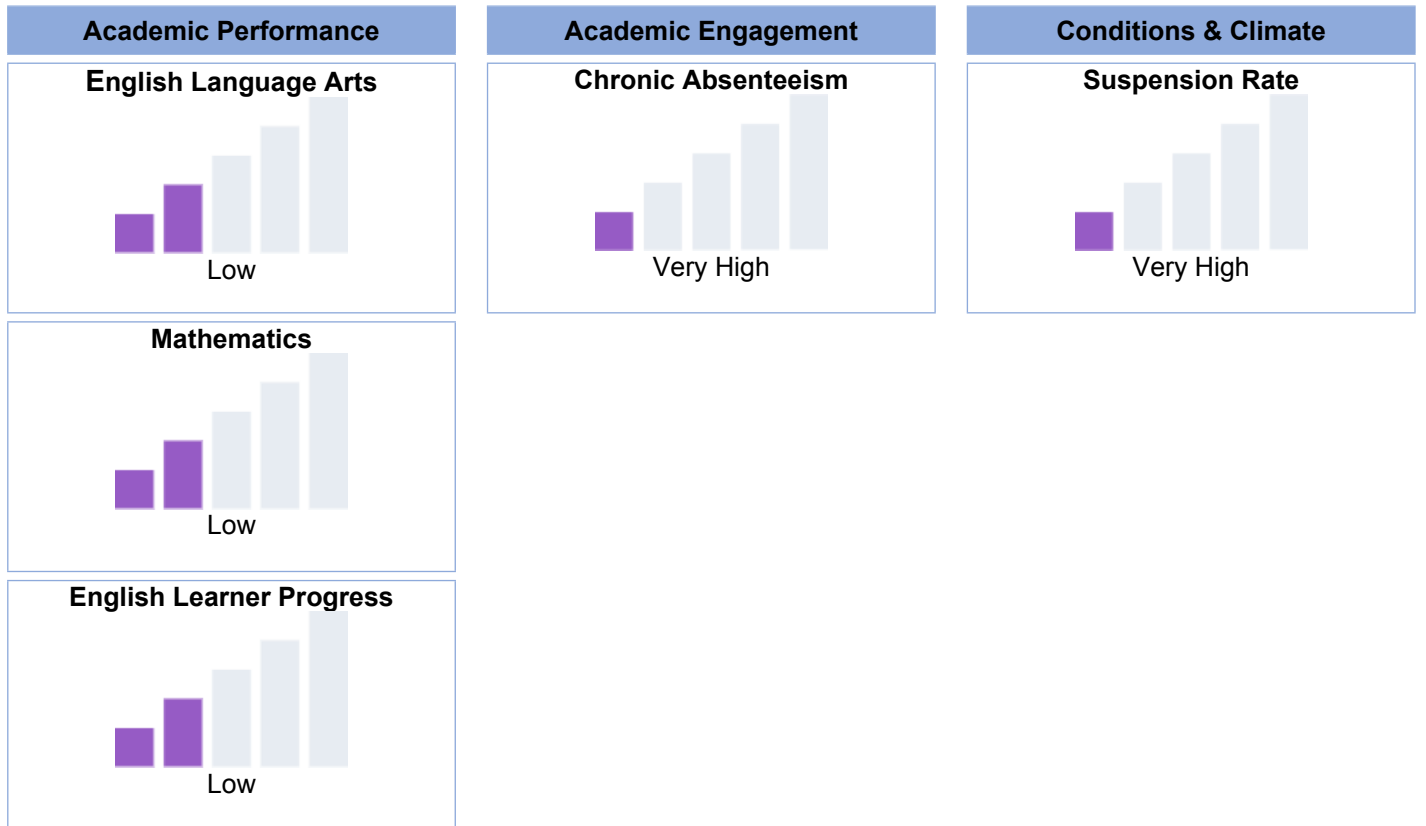 Academic Performance
Academic Engagement
Conditions & Climate
English Language Arts
Low
Chronic Absenteeism
Very High
Suspension Rate
Very High
Mathematics
Low
English Learner Progress
Low